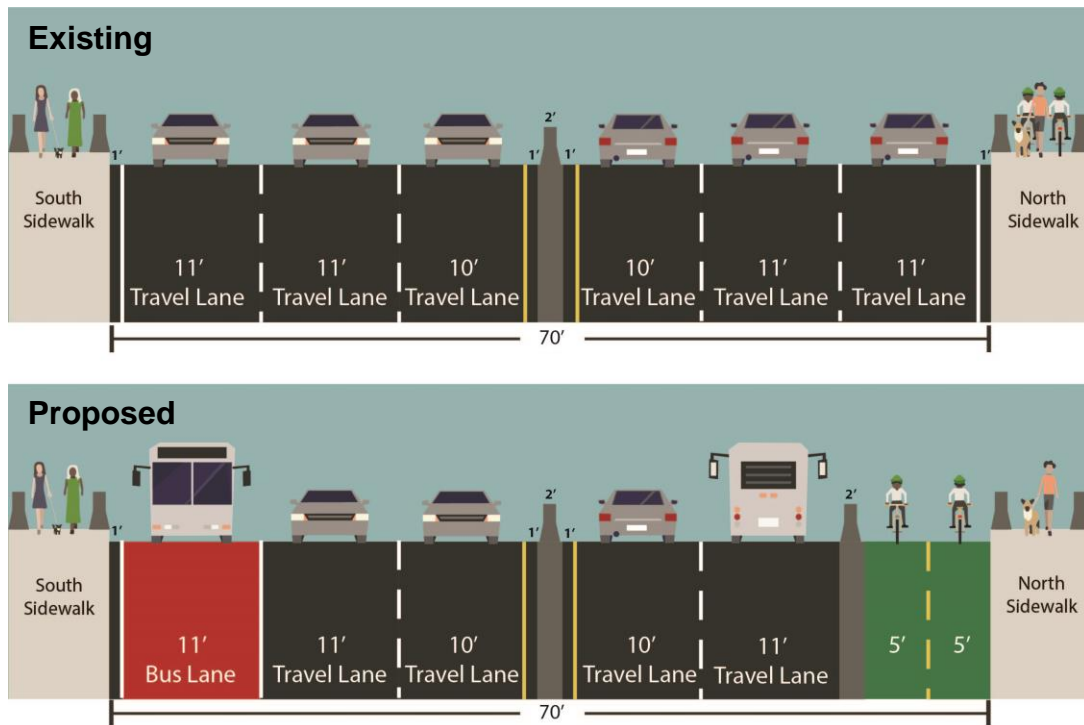 Existing
2'
1'
1'
1'
1'
South
Sidewalk
11'
Travel Lane
11'
Travel Lane
10'
Travel Lane
10'
Travel Lane
11'
Travel Lane
11'
Travel Lane
North
Sidewalk
70'
Proposed
2'
2'
1'
1'
1'
South
Sidewalk
11'
Bus Lane
11'
Travel Lane
10'
Travel Lane
10'
Travel Lane
11'
Travel Lane
5'
5'
North
Sidewalk
70'